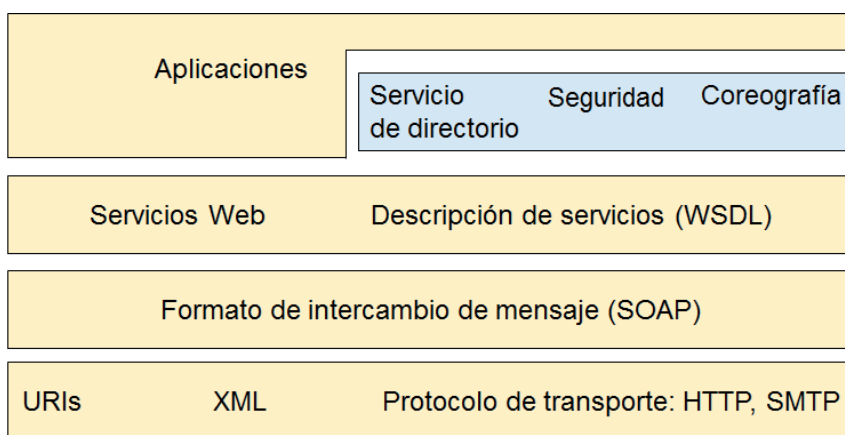 Aplicaciones
Servicio
de directorio
Seguridad
Coreografía
Servicios Web
Descripción de servicios (WSDL)
Formato de intercambio de mensaje (SOAP)
URIs
XML
Protocolo de transporte: HTTP, SMTP